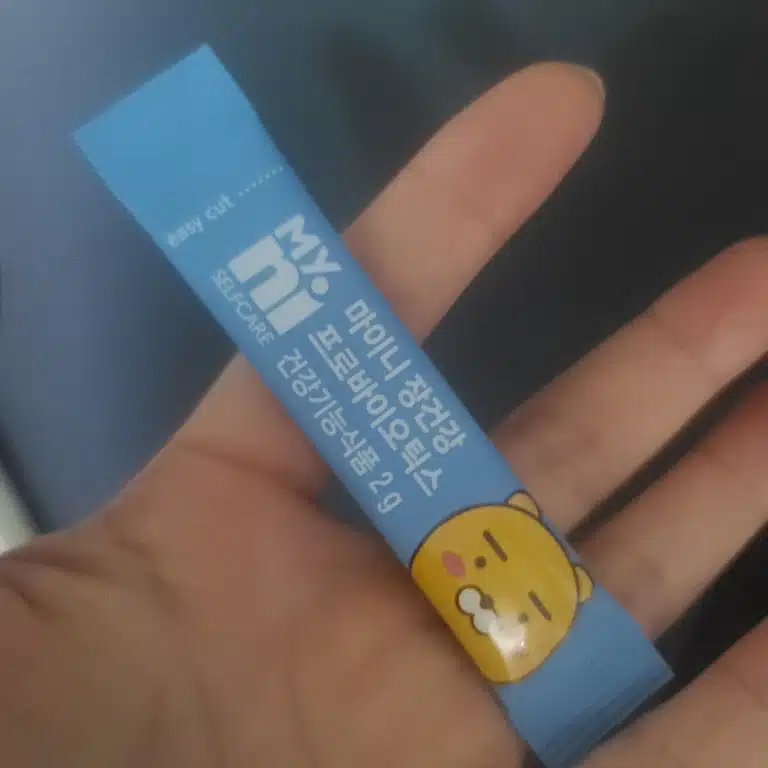 easy cut
MY.
ni
SELFCARE
마이니 장건강
프로바이오틱스
건강기능식품 2 g